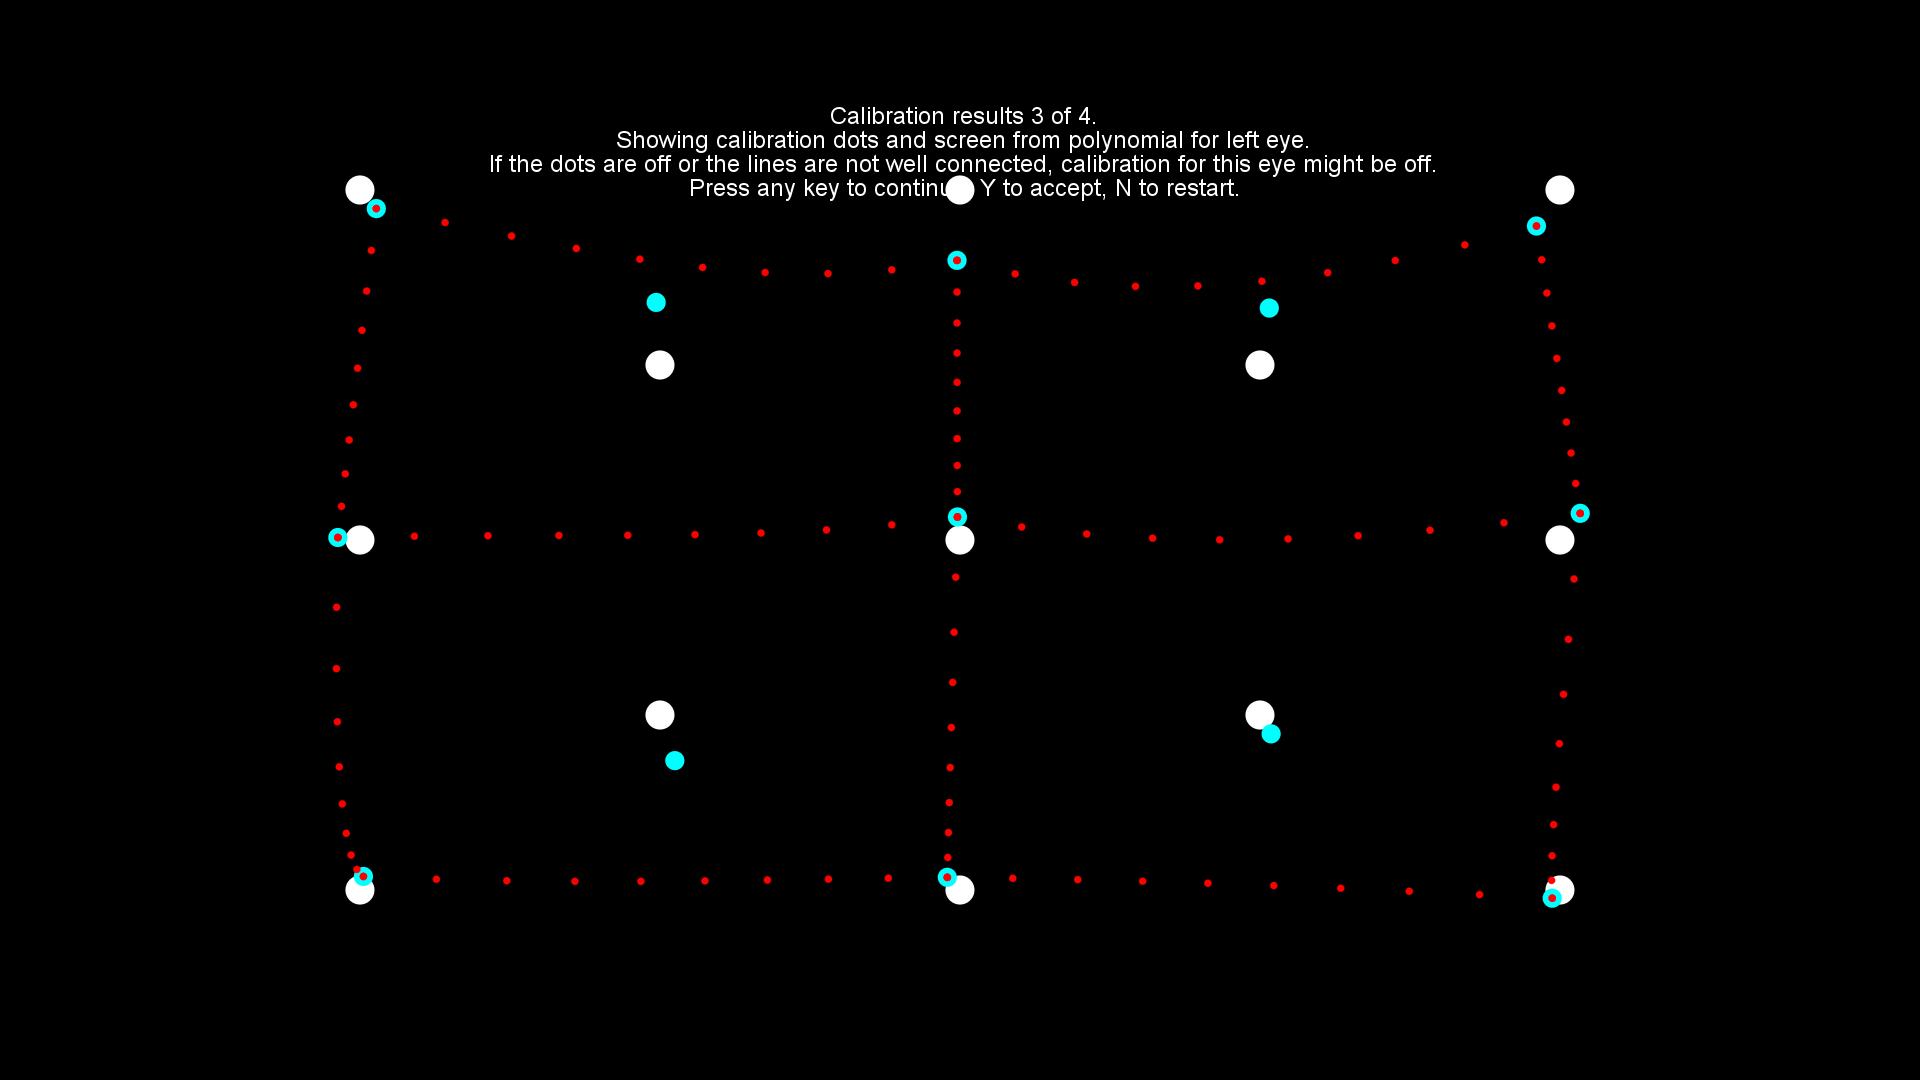 Calibration results 3 of 4.
Showing calibration dots and screen from polynomial for left eye.
If the dots are off or the lines are not well connected, calibration for this eye might be off.
Press any key to continu Y to accept, N to restart.